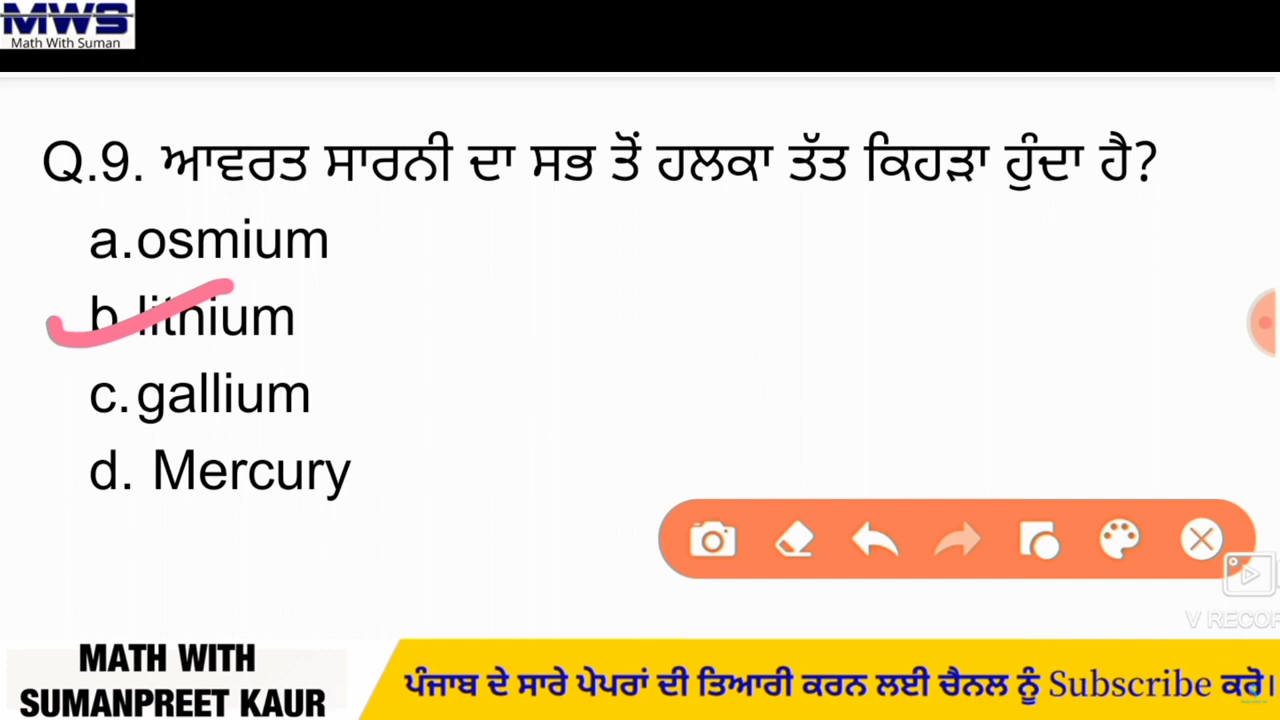 MWS
Math With Suman
Q.9. ਆਵਰਤ ਸਾਰਨੀ ਦਾ ਸਭ ਤੋਂ ਹਲਕਾ ਤੱਤ ਕਿਹੜਾ ਹੁੰਦਾ ਹੈ?
a.osmium
b.lithium
c.gallium
d. Mercury
V RECOR
MATH WITH
SUMANPREET KAUR
ਪੰਜਾਬ ਦੇ ਸਾਰੇ ਪੇਪਰਾਂ ਦੀ ਤਿਆਰੀ ਕਰਨ ਲਈ ਚੈਨਲ ਨੂੰ Subscribe ਕਰੋ।